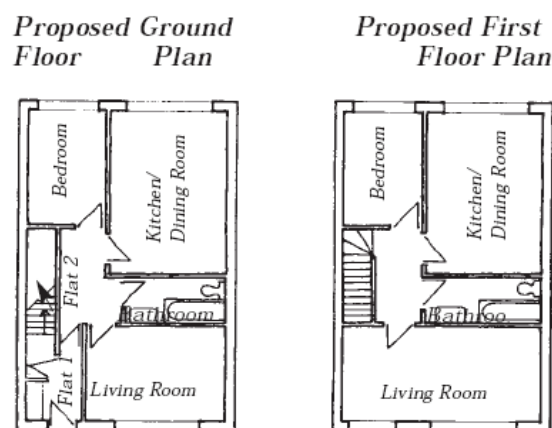 Proposed Ground
Floor Plan
Bedroom
Kitchen/
Dining Room
Flat 2
Bathroom
Flat 1
Living Room
Proposed First
Floor Plan
Bedroom
Kitchen/
Dining Room
Bathroo
Living Room